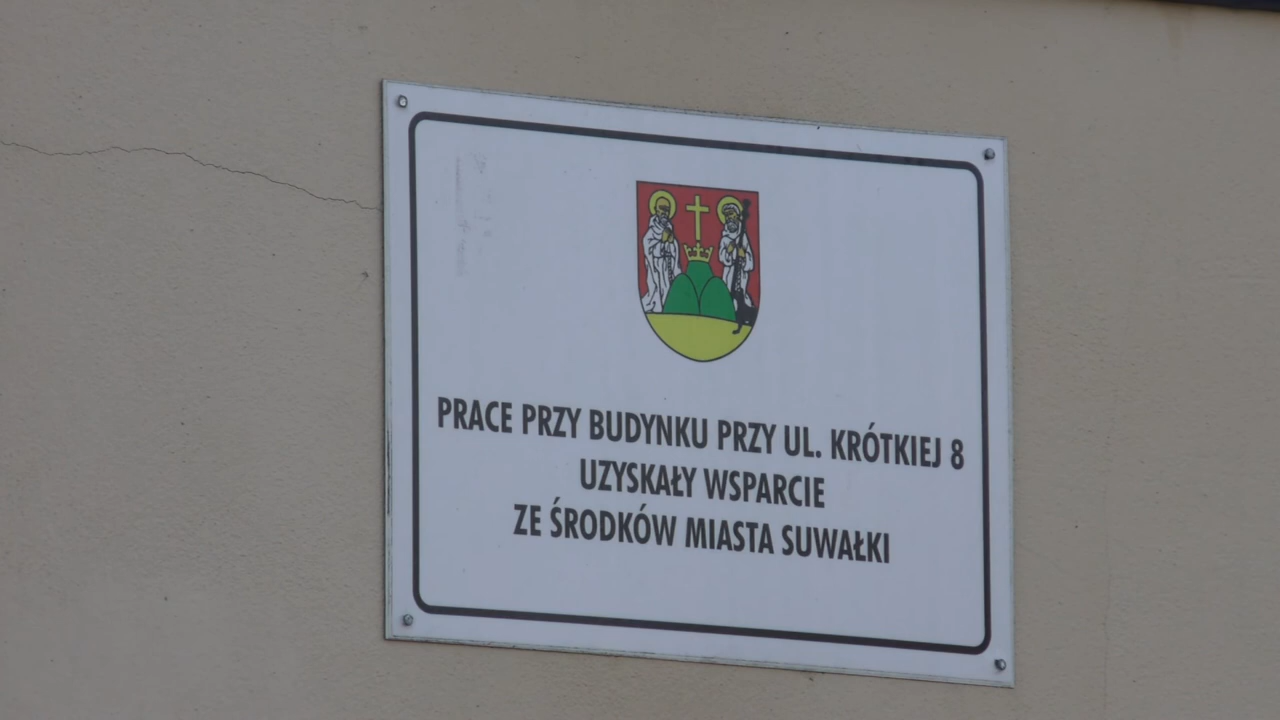 PRACE PRZY BUDYNKU PRZY UL. KRÓTKIEJ 8
UZYSKAŁY WSPARCIE
ZE ŚRODKÓW MIASTA SUWAŁKI